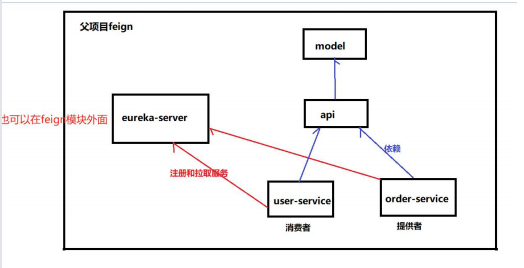 父项目feign
model
eureka-server
api
也可以在feign模块外面
依赖
注册和拉取服务
user-service
order-service
消费者
提供者